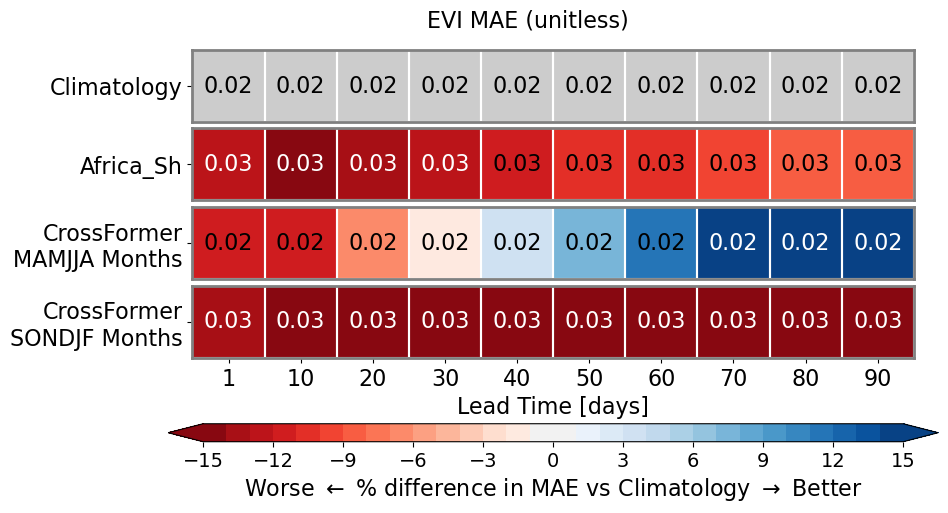 EVI MAE (unitless)
Climatology 0.02 0.02 0.02 0.02 0.02 0.02 0.02 0.02 0.02 0.02
Africa_Sh 0.03 0.03 0.03 0.03 0.03 0.03 0.03 0.03 0.03 0.03
CrossFormer
MAMJJA Months 0.02 0.02 0.02 0.02 0.02 0.02 0.02 0.02 0.02 0.02
CrossFormer
SONDJF Months 0.03 0.03 0.03 0.03 0.03 0.03 0.03 0.03 0.03 0.03
1 10 20 30 40 50 60 70 80 90
Lead Time [days]
−15 −12 −9 −6 −3 0 3 6 9 12 15
Worse ← % difference in MAE vs Climatology → Better